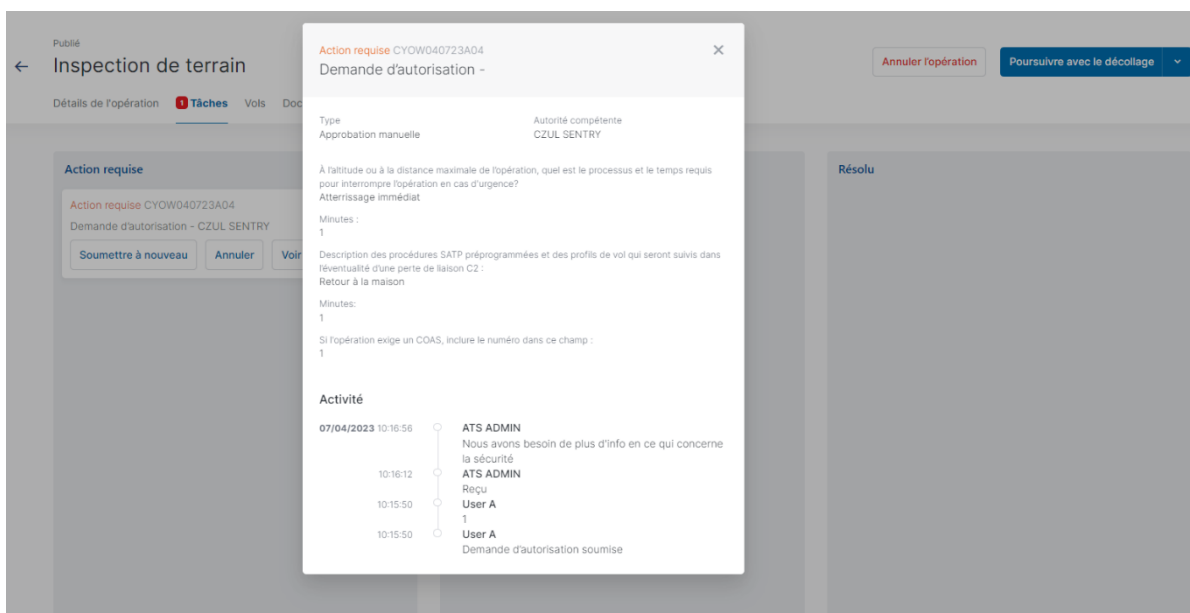 Publié
Inspection de terrain
Annuler l'opération
Poursuivre avec le décollage
Détails de l'opération 1 Tâches Vols Doc
Action requise
Action requise CYOW040723A04
Demande d'autorisation - CZUL SENTRY
Soumettre à nouveau Annuler Voir
Action requise CYOW040723A04
Demande d'autorisation -
Type
Approbation manuelle
Autorité compétente
CZUL SENTRY
À l'altitude ou à la distance maximale de l'opération, quel est le processus et le temps requis
pour interrompre l'opération en cas d'urgence?
Atterrissage immédiat
Minutes :
1
Description des procédures SATP préprogrammées et des profils de vol qui seront suivis dans
l'éventualité d'une perte de liaison C2 :
Retour à la maison
Minutes:
1
Si l'opération exige un COAS, inclure le numéro dans ce champ :
1
Activité
07/04/2023 10:16:56 ATS ADMIN
Nous avons besoin de plus d'info en ce qui concerne
la sécurité
10:16:12 ATS ADMIN
Reçu
10:15:50 User A
1
10:15:50 User A
Demande d'autorisation soumise
Résolu